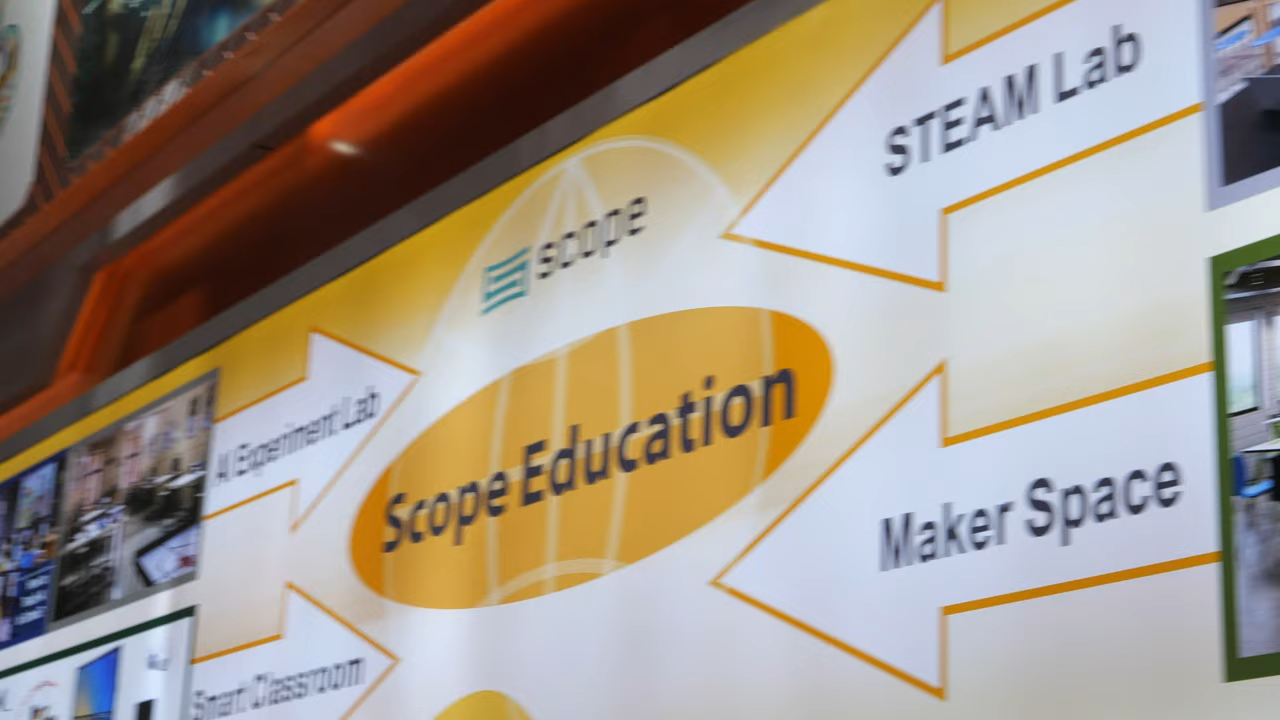 STEAM Lab
scope
AI Experiment Lab
Scope Education
Maker Space
Smart Classroom